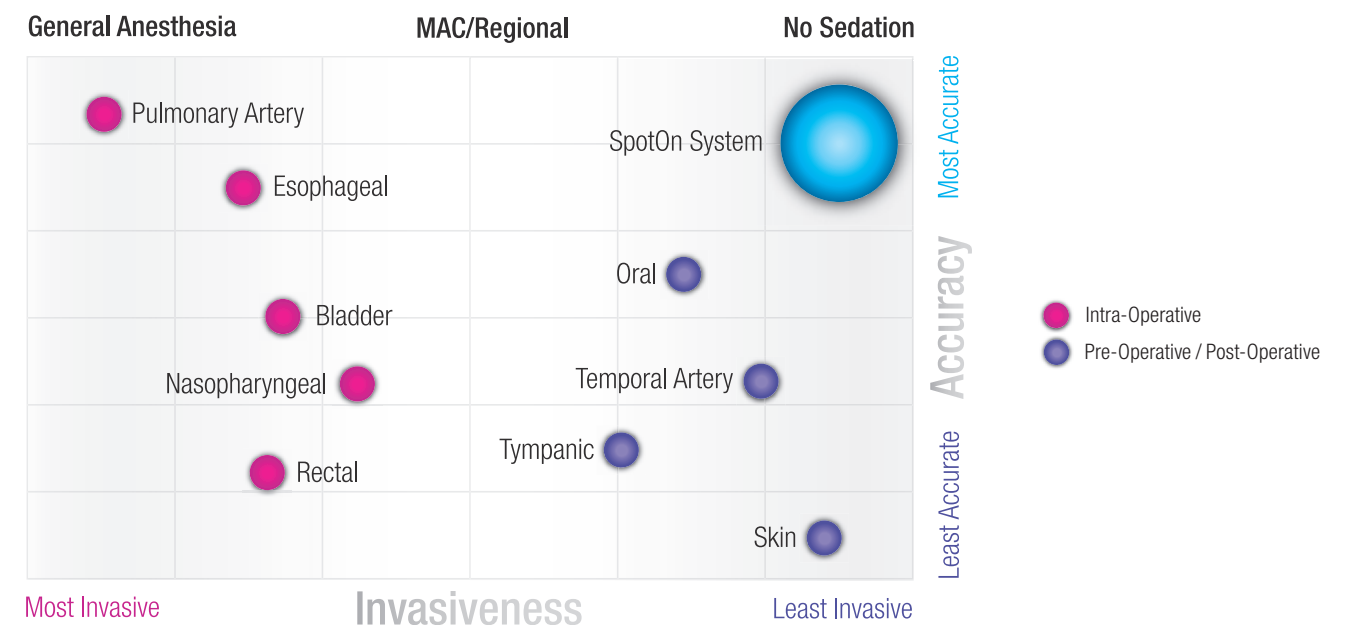 General Anesthesia
MAC/Regional
No Sedation
Pulmonary Artery
SpotOn System
Esophageal
Oral
Bladder
Nasopharyngeal
Temporal Artery
Tympanic
Rectal
Skin
Most Accurate
Accuracy
Least Accurate
Intra-Operative
Pre-Operative / Post-Operative
Most Invasive
Invasiveness
Least Invasive